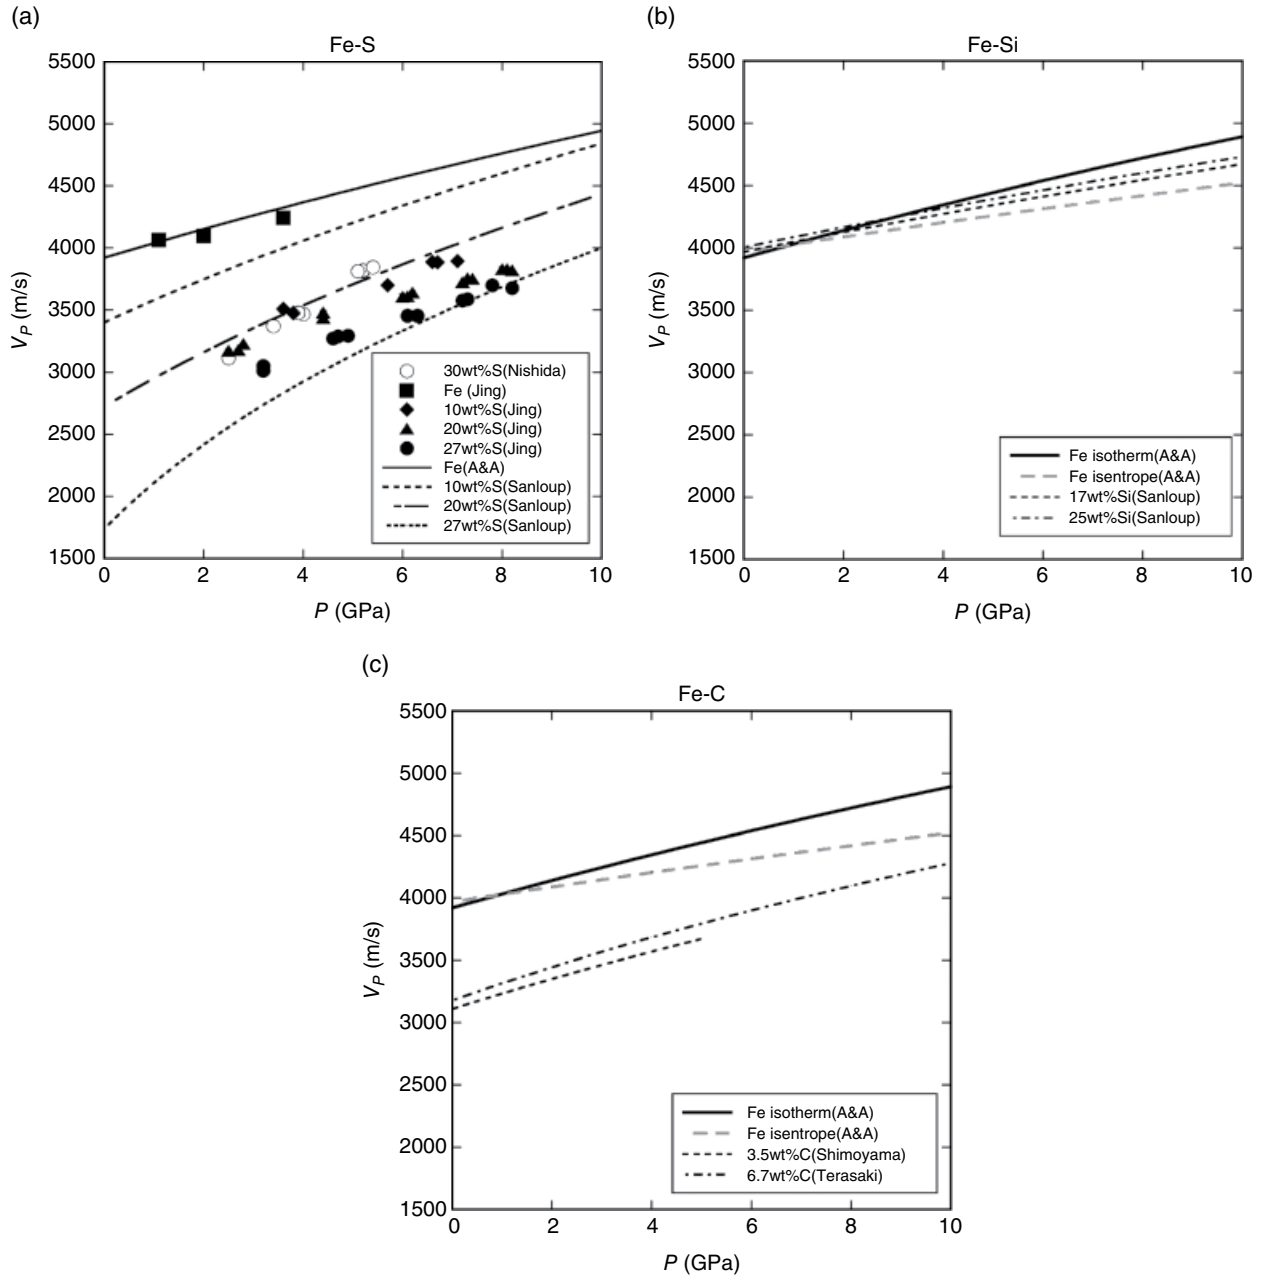 (a)
Fe-S
5500
5000
4500
4000
3500
3000
2500
2000
1500
0 2 4 6 8 10
V_P (m/s)
P (GPa)
30wt%S(Nishida)
Fe (Jing)
10wt%S(Jing)
20wt%S(Jing)
27wt%S(Jing)
Fe(A&A)
10wt%S(Sanloup)
20wt%S(Sanloup)
27wt%S(Sanloup)
(b)
Fe-Si
5500
5000
4500
4000
3500
3000
2500
2000
1500
0 2 4 6 8 10
V_P (m/s)
P (GPa)
Fe isotherm(A&A)
Fe isentrope(A&A)
17wt%Si(Sanloup)
25wt%Si(Sanloup)
(c)
Fe-C
5500
5000
4500
4000
3500
3000
2500
2000
1500
0 2 4 6 8 10
V_P (m/s)
P (GPa)
Fe isotherm(A&A)
Fe isentrope(A&A)
3.5wt%C(Shimoyama)
6.7wt%C(Terasaki)